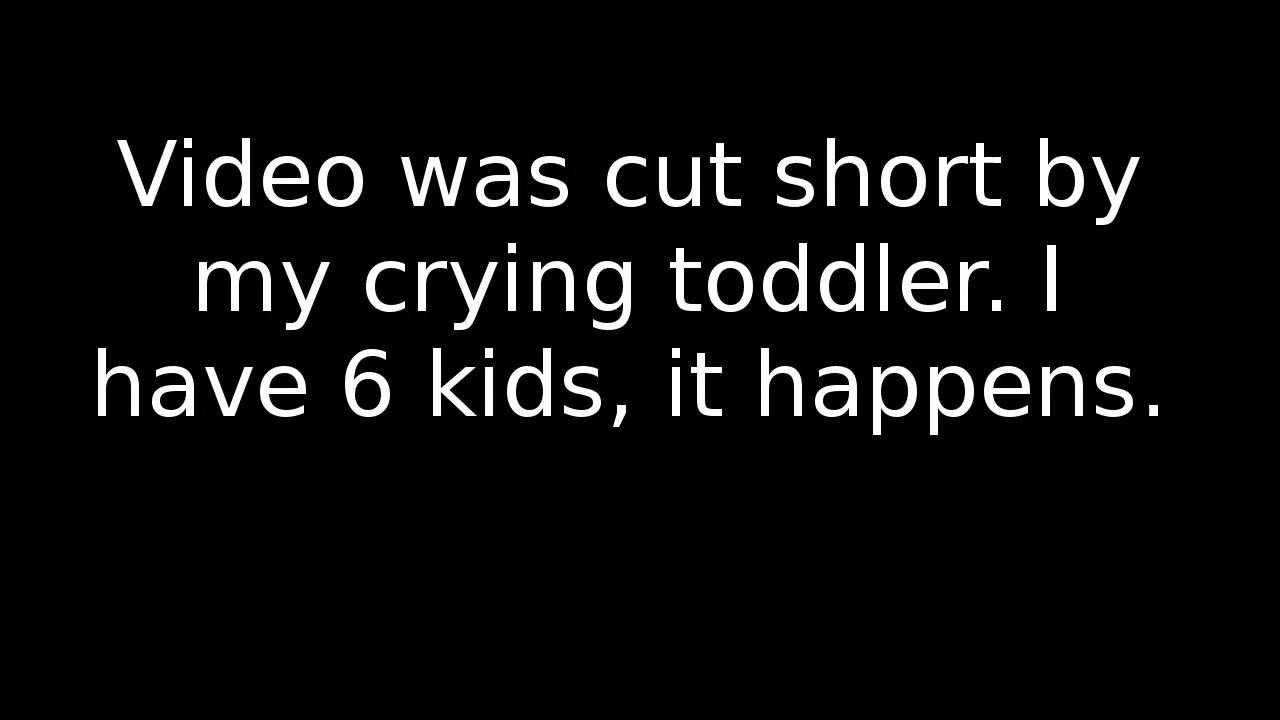 Video was cut short by
my crying toddler. I
have 6 kids, it happens.